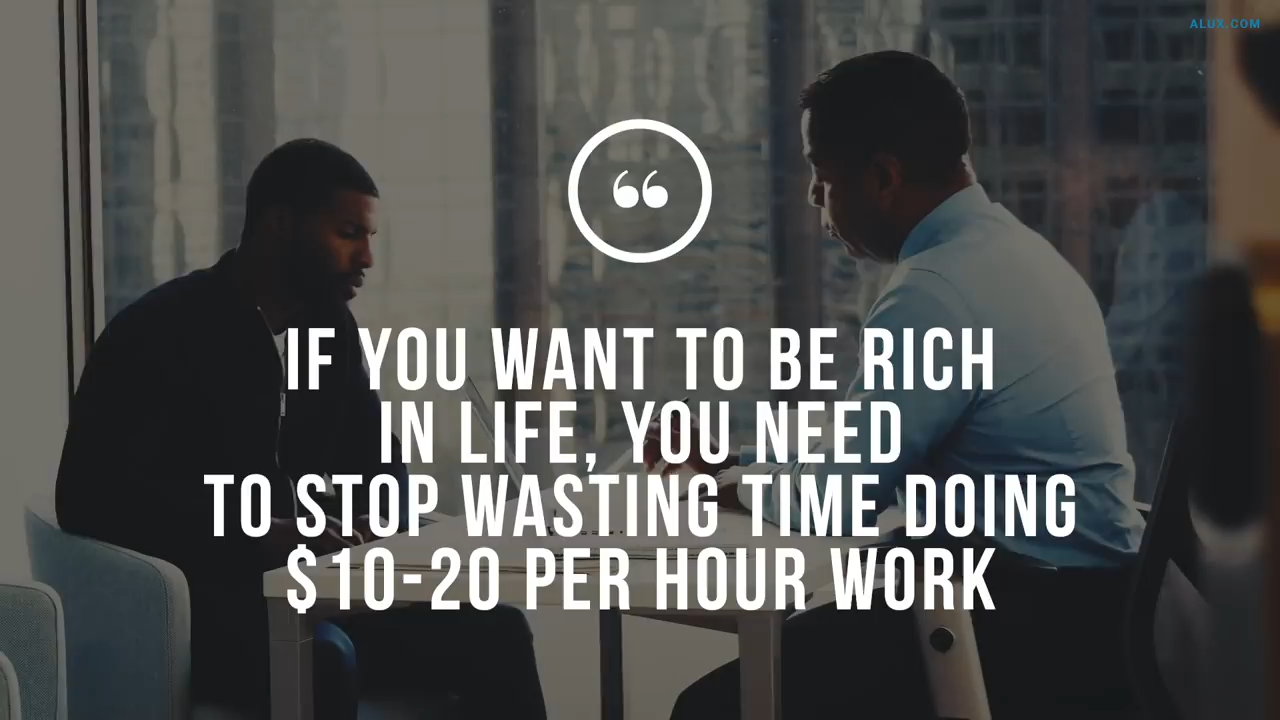 ALUX.COM
“
IF YOU WANT TO BE RICH
IN LIFE, YOU NEED
TO STOP WASTING TIME DOING
$10-20 PER HOUR WORK